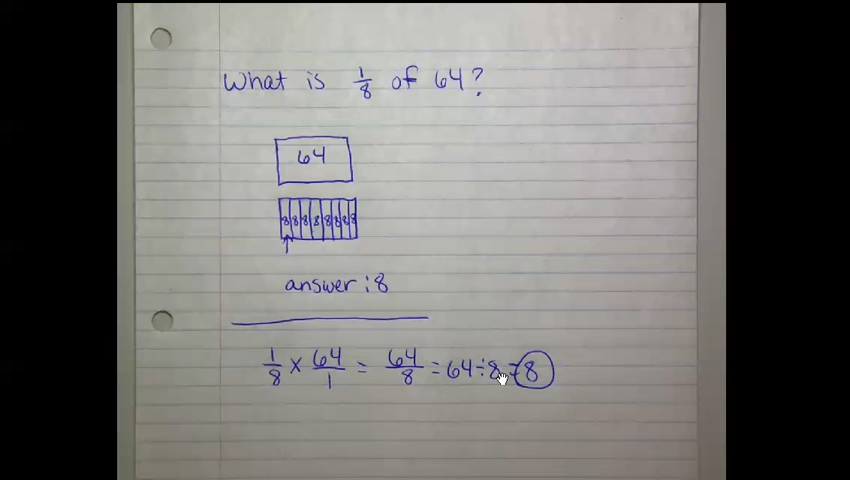 What is 1/8 of 64?
64
8 8 8 8 8 8 8 8
answer : 8
1/8 x 64/1 = 64/8 = 64 ÷ 8 = 8